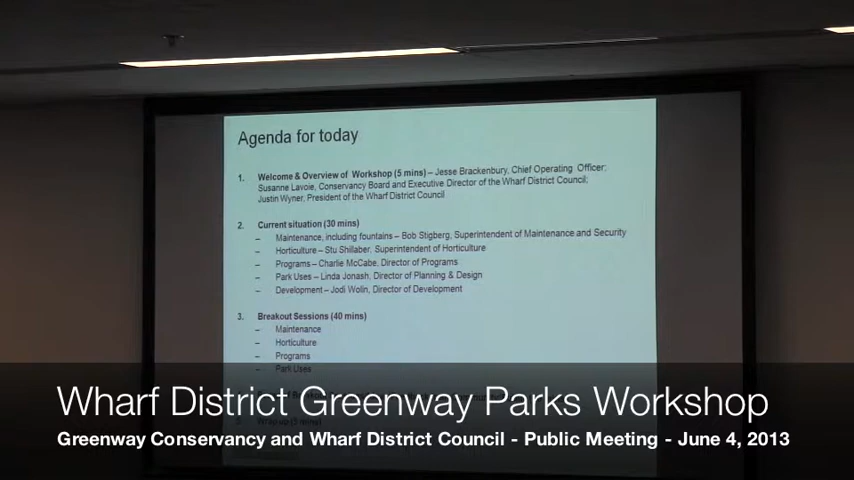 Agenda for today
1. Welcome & Overview of Workshop (5 mins) – Jesse Brackenbury, Chief Operating Officer;
Susanne Lavoie, Conservancy Board and Executive Director of the Wharf District Council;
Justin Wyner, President of the Wharf District Council
2. Current situation (30 mins)
– Maintenance, including fountains – Bob Stigberg, Superintendent of Maintenance and Security
– Horticulture – Stu Shillaber, Superintendent of Horticulture
– Programs – Charlie McCabe, Director of Programs
– Park Uses – Linda Jonash, Director of Planning & Design
– Development – Jodi Wolin, Director of Development
3. Breakout Sessions (40 mins)
– Maintenance
– Horticulture
– Programs
– Park Uses
Wharf District Greenway Parks Workshop
Greenway Conservancy and Wharf District Council - Public Meeting - June 4, 2013